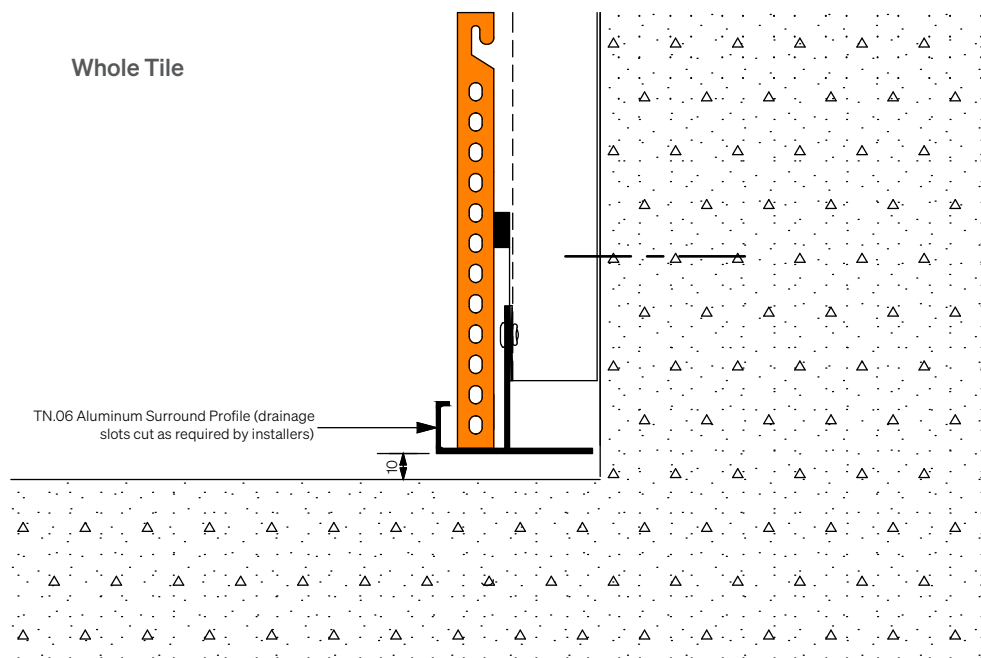 Whole Tile
TN.06 Aluminum Surround Profile (drainage
slots cut as required by installers)
10